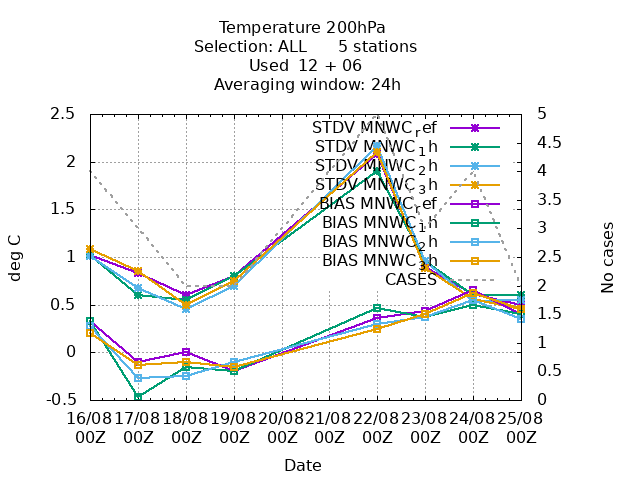 Temperature 200hPa
Selection: ALL 5 stations
Used 12 + 06
Averaging window: 24h
2.5 5
STDV MNWC_ref
4.5
STDV MNWC_1h
2 STDV MNWC_2h 4
STDV MNWC_3h
3.5
1.5 BIAS MNWC_ref
BIAS MNWC_1h 3
BIAS MNWC_2h
1 BIAS MNWC_3h 2.5
CASES
2
0.5
1.5
0 1
0.5
-0.5 0
deg C
No cases
16/08 17/08 18/08 19/08 20/08 21/08 22/08 23/08 24/08 25/08
00Z 00Z 00Z 00Z 00Z 00Z 00Z 00Z 00Z 00Z
Date